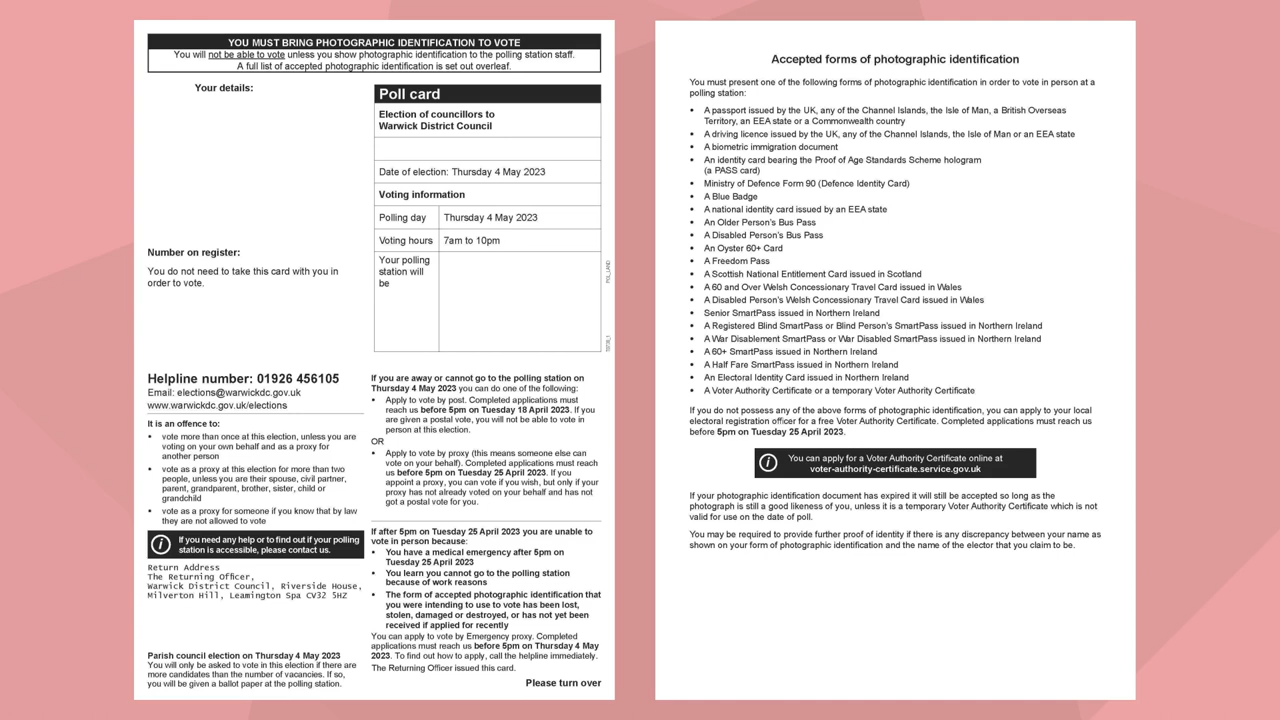 YOU MUST BRING PHOTOGRAPHIC IDENTIFICATION TO VOTE
You will not be able to vote unless you show photographic identification to the polling station staff.
A full list of accepted photographic identification is set out overleaf.
Your details:
Number on register:
You do not need to take this card with you in
order to vote.
Poll card
Election of councillors to
Warwick District Council
Date of election: Thursday 4 May 2023
Voting information
Polling day Thursday 4 May 2023
Voting hours 7am to 10pm
Your polling
station will
be
Helpline number: 01926 456105
Email: elections@warwickdc.gov.uk
www.warwickdc.gov.uk/elections
It is an offence to:
• vote more than once at this election, unless you are
voting on your own behalf and as a proxy for
another person
• vote as a proxy at this election for more than two
people, unless you are their spouse, civil partner,
parent, grandparent, brother, sister, child or
grandchild
• vote as a proxy for someone if you know that by law
they are not allowed to vote
If you need any help or to find out if your polling
station is accessible, please contact us.
Return Address
The Returning Officer,
Warwick District Council, Riverside House,
Milverton Hill, Leamington Spa CV32 5HZ
Parish council election on Thursday 4 May 2023
You will only be asked to vote in this election if there are
more candidates than the number of vacancies. If so,
you will be given a ballot paper at the polling station.
If you are away or cannot go to the polling station on
Thursday 4 May 2023 you can do one of the following:
• Apply to vote by post. Completed applications must
reach us before 5pm on Tuesday 18 April 2023. If you
are given a postal vote, you will not be able to vote in
person at this election.
OR
• Apply to vote by proxy (this means someone else can
vote on your behalf). Completed applications must reach
us before 5pm on Tuesday 25 April 2023. If you
appoint a proxy, you can vote if you wish, but only if your
proxy has not already voted on your behalf and has not
got a postal vote for you.
If after 5pm on Tuesday 25 April 2023 you are unable to
vote in person because:
• You have a medical emergency after 5pm on
Tuesday 25 April 2023
• You learn you cannot go to the polling station
because of work reasons
• The form of accepted photographic identification that
you were intending to use to vote has been lost,
stolen, damaged or destroyed, or has not yet been
received if applied for recently
You can apply to vote by Emergency proxy. Completed
applications must reach us before 5pm on Thursday 4 May
2023. To find out how to apply, call the helpline immediately.
The Returning Officer issued this card.
Please turn over
Accepted forms of photographic identification
You must present one of the following forms of photographic identification in order to vote in person at a
polling station:
• A passport issued by the UK, any of the Channel Islands, the Isle of Man, a British Overseas
Territory, an EEA state or a Commonwealth country
• A driving licence issued by the UK, any of the Channel Islands, the Isle of Man or an EEA state
• A biometric immigration document
• An identity card bearing the Proof of Age Standards Scheme hologram
(a PASS card)
• Ministry of Defence Form 90 (Defence Identity Card)
• A Blue Badge
• A national identity card issued by an EEA state
• An Older Person's Bus Pass
• A Disabled Person's Bus Pass
• An Oyster 60+ Card
• A Freedom Pass
• A Scottish National Entitlement Card issued in Scotland
• A 60 and Over Welsh Concessionary Travel Card issued in Wales
• A Disabled Person's Welsh Concessionary Travel Card issued in Wales
• Senior SmartPass issued in Northern Ireland
• A Registered Blind SmartPass or Blind Person's SmartPass issued in Northern Ireland
• A War Disablement SmartPass or War Disabled SmartPass issued in Northern Ireland
• A 60+ SmartPass issued in Northern Ireland
• A Half Fare SmartPass issued in Northern Ireland
• An Electoral Identity Card issued in Northern Ireland
• A Voter Authority Certificate or a temporary Voter Authority Certificate
If you do not possess any of the above forms of photographic identification, you can apply to your local
electoral registration officer for a free Voter Authority Certificate. Completed applications must reach us
before 5pm on Tuesday 25 April 2023.
You can apply for a Voter Authority Certificate online at
voter-authority-certificate.service.gov.uk
If your photographic identification document has expired it will still be accepted so long as the
photograph is still a good likeness of you, unless it is a temporary Voter Authority Certificate which is not
valid for use on the date of poll.
You may be required to provide further proof of identity if there is any discrepancy between your name as
shown on your form of photographic identification and the name of the elector that you claim to be.